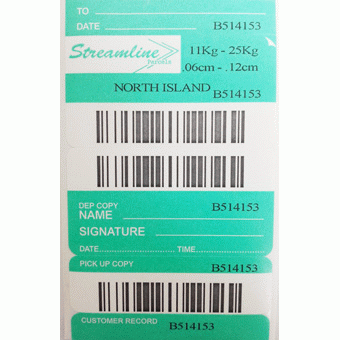 TO
DATE B514153
Streamline
Parcels
11Kg - 25Kg
.06cm - .12cm
NORTH ISLAND B514153
DEP COPY
NAME B514153
SIGNATURE
DATE.......................TIME...................
PICK UP COPY B514153
CUSTOMER RECORD B514153